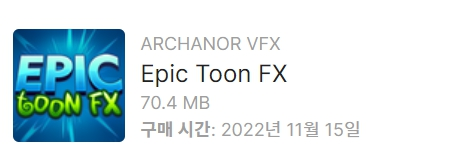 EPIC
TOON FX
ARCHANOR VFX
Epic Toon FX
70.4 MB
구매 시간: 2022년 11월 15일